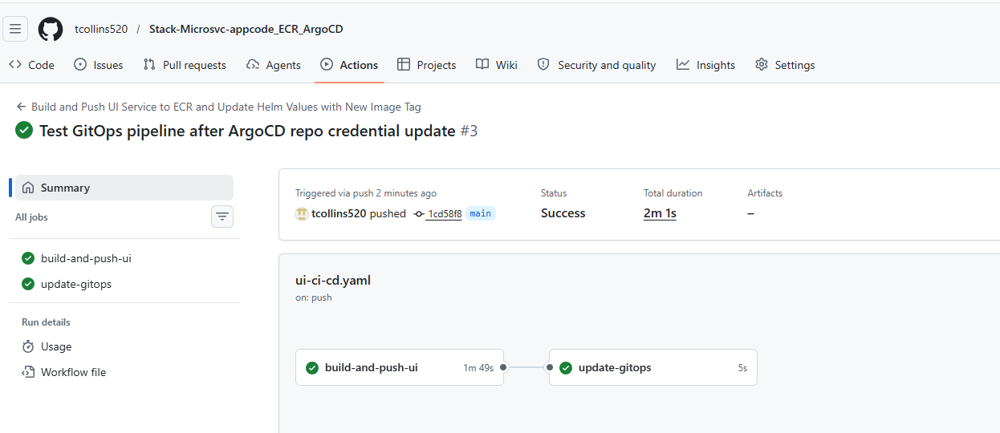 tcollins520 / Stack-Microsvc-appcode_ECR_ArgoCD
Code Issues Pull requests Agents Actions Projects Wiki Security and quality Insights Settings
Build and Push UI Service to ECR and Update Helm Values with New Image Tag
Test GitOps pipeline after ArgoCD repo credential update #3
Summary
All jobs
build-and-push-ui
update-gitops
Run details
Usage
Workflow file
Triggered via push 2 minutes ago
tcollins520 pushed 1cd58f8 main
Status
Success
Total duration
2m 1s
Artifacts
–
ui-ci-cd.yaml
on: push
build-and-push-ui 1m 49s
update-gitops 5s